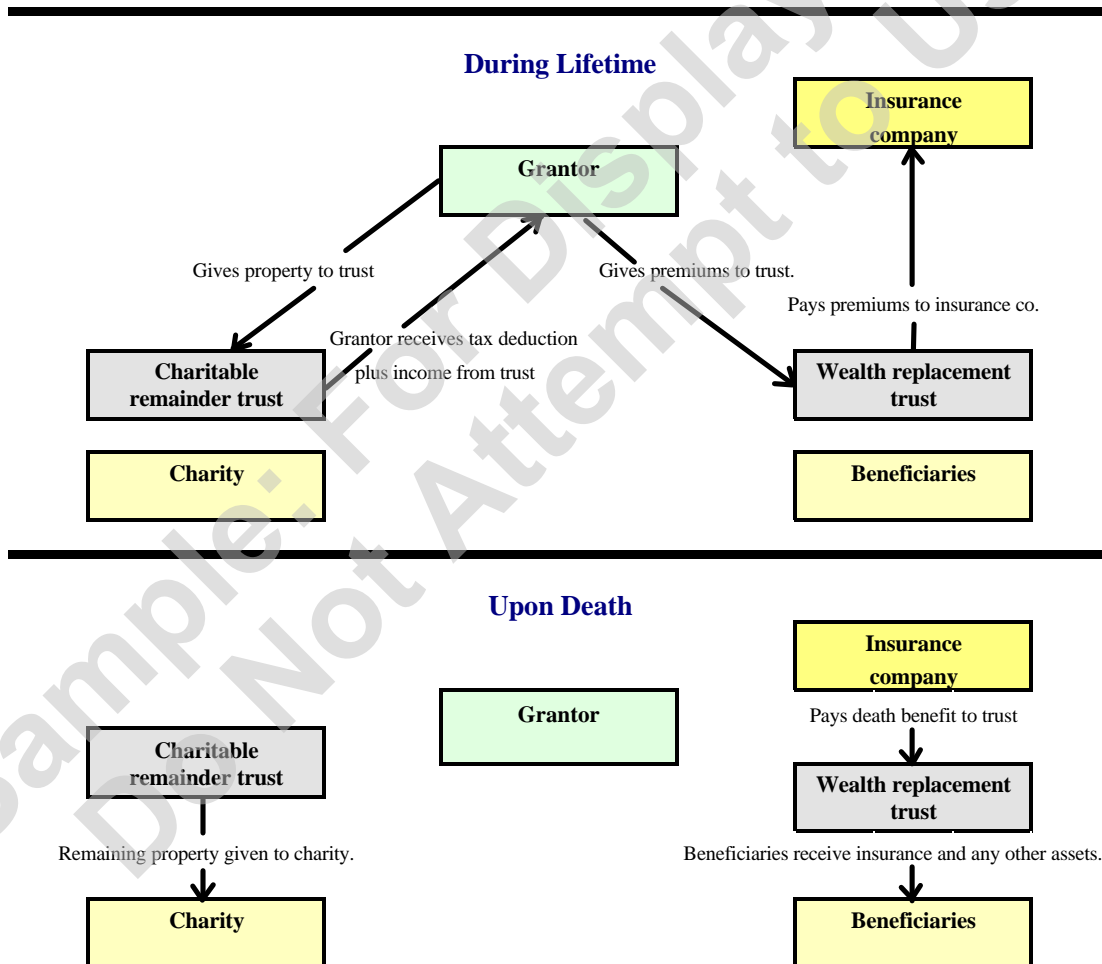 During Lifetime
Insurance
company
Grantor
Gives property to trust
Gives premiums to trust.
Pays premiums to insurance co.
Grantor receives tax deduction
plus income from trust
Charitable
remainder trust
Wealth replacement
trust
Charity
Beneficiaries
Upon Death
Insurance
company
Grantor
Pays death benefit to trust
Charitable
remainder trust
Wealth replacement
trust
Remaining property given to charity.
Beneficiaries receive insurance and any other assets.
Charity
Beneficiaries
Sample: For Display
Do Not Attempt to